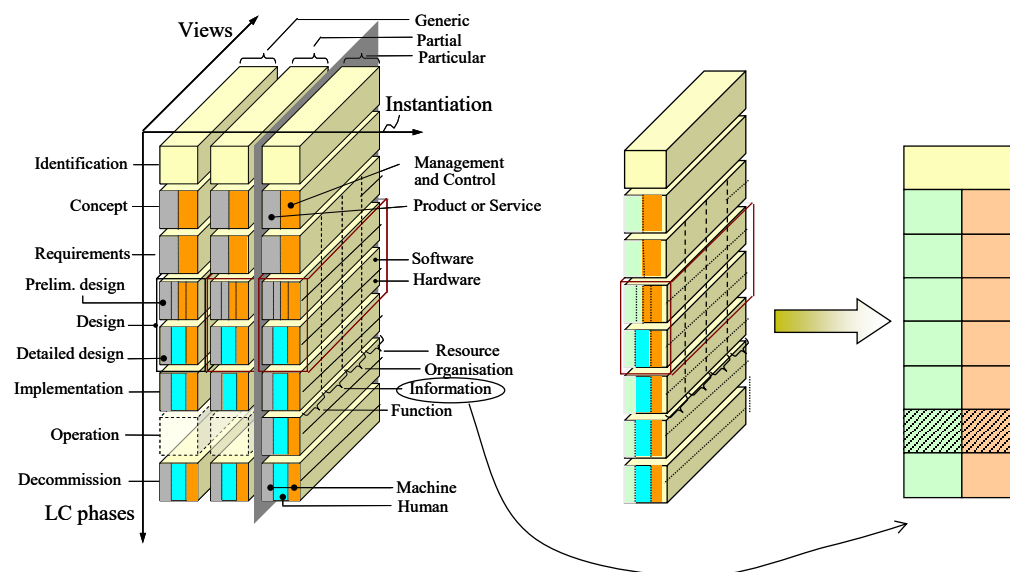 Generic
Views
Partial
Particular
Instantiation
Identification
Management
and Control
Concept
Product or Service
Requirements
Software
Hardware
Prelim. design
Design
Detailed design
Resource
Organisation
Implementation
Information
Function
Operation
Decommission
Machine
Human
LC phases